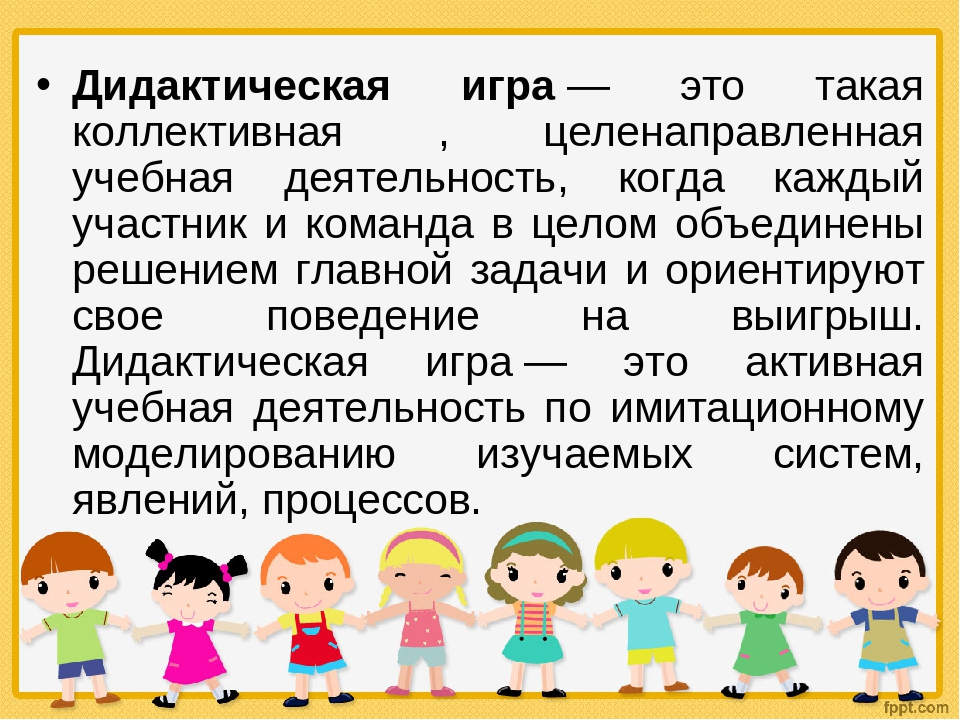 • Дидактическая игра — это такая
коллективная , целенаправленная
учебная деятельность, когда каждый
участник и команда в целом объединены
решением главной задачи и ориентируют
свое поведение на выигрыш.
Дидактическая игра — это активная
учебная деятельность по имитационному
моделированию изучаемых систем,
явлений, процессов.
fppt.com